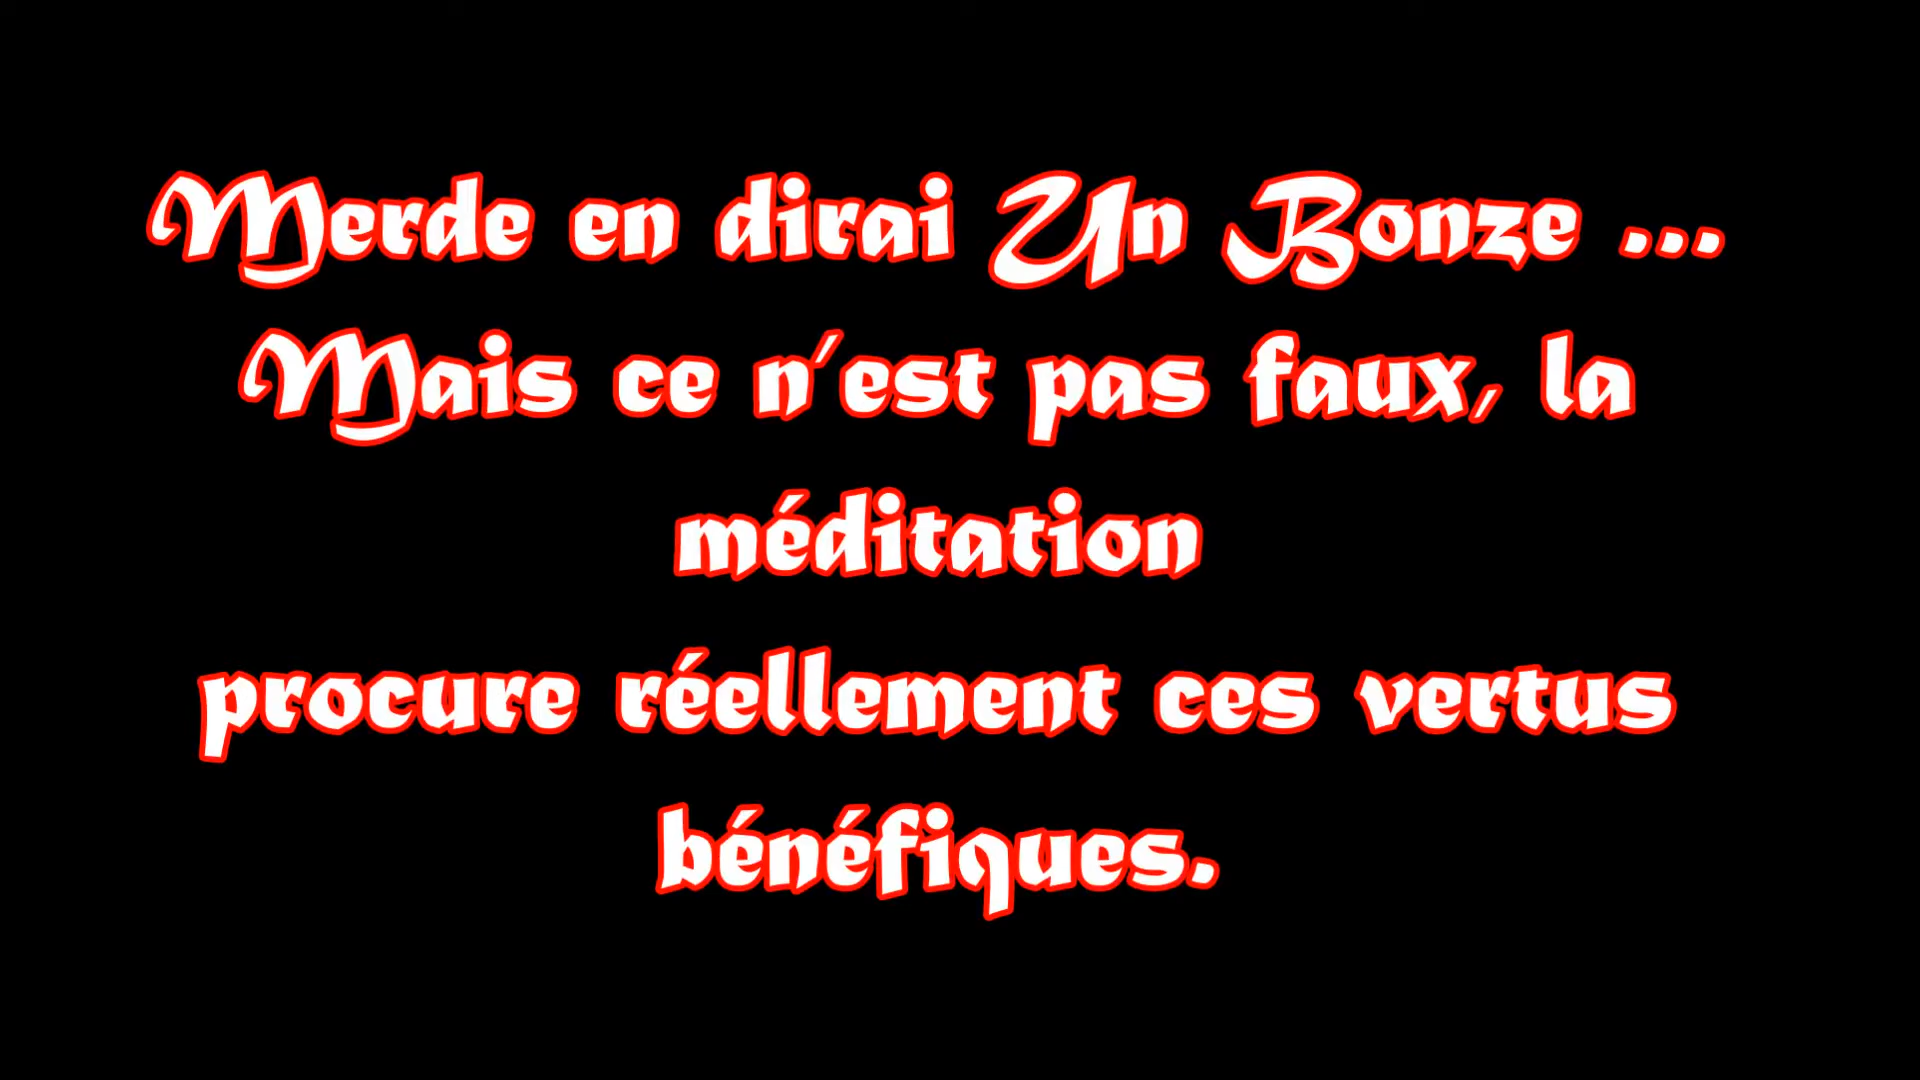 Merde en dirai Un Bonze ...
Mais ce n'est pas faux, la
méditation
procure réellement ces vertus
bénéfiques.